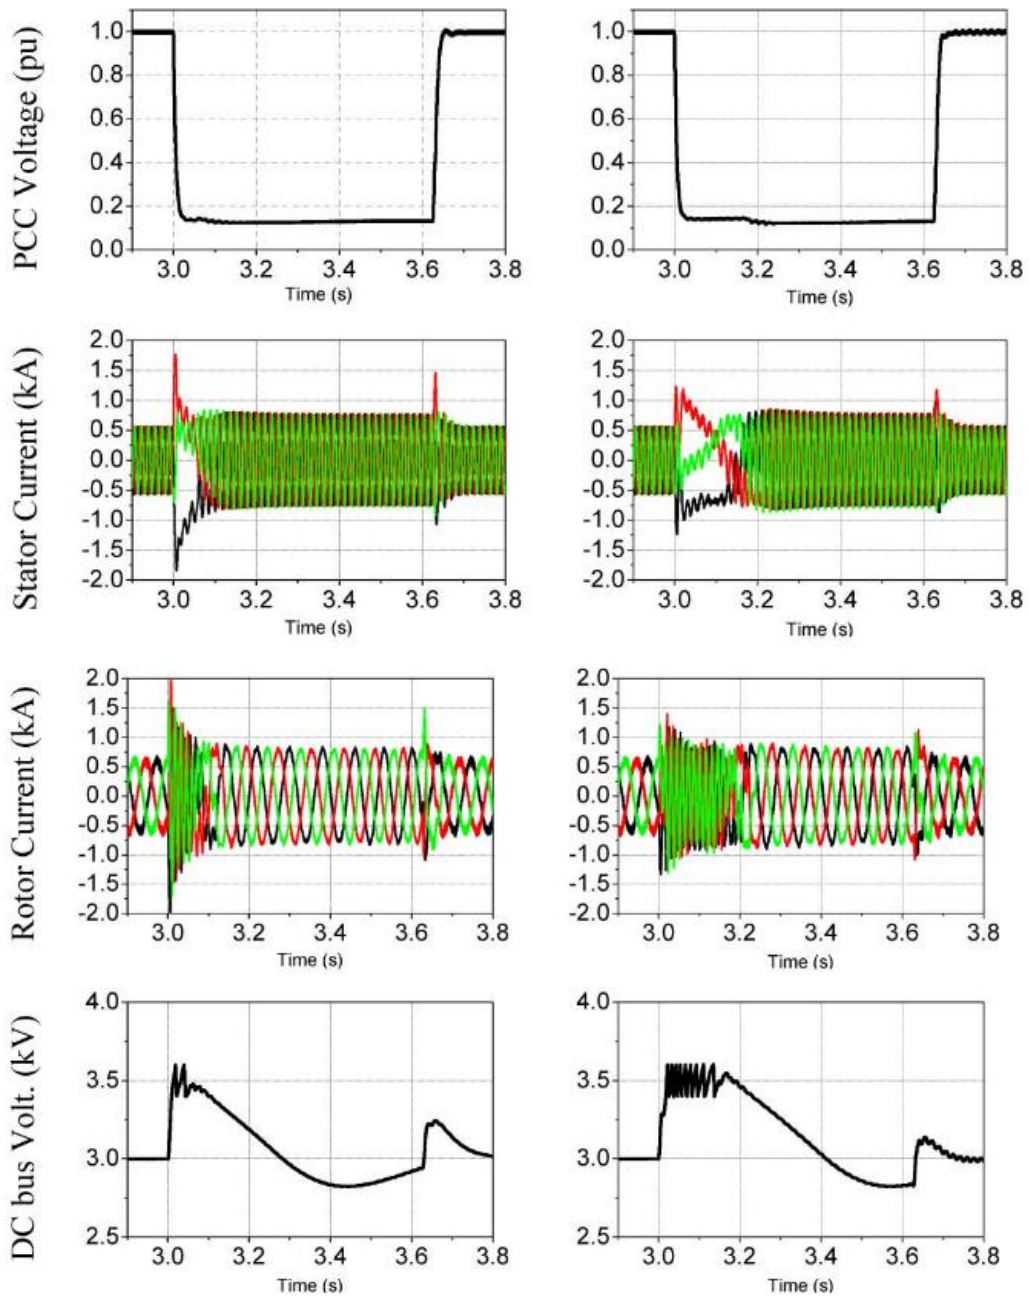 PCC Voltage (pu)
1.0
0.8
0.6
0.4
0.2
0.0
3.0 3.2 3.4 3.6 3.8
Time (s)
1.0
0.8
0.6
0.4
0.2
0.0
3.0 3.2 3.4 3.6 3.8
Time (s)
Stator Current (kA)
2.0
1.5
1.0
0.5
0.0
-0.5
-1.0
-1.5
-2.0
3.0 3.2 3.4 3.6 3.8
Time (s)
2.0
1.5
1.0
0.5
0.0
-0.5
-1.0
-1.5
-2.0
3.0 3.2 3.4 3.6 3.8
Time (s)
Rotor Current (kA)
2.0
1.5
1.0
0.5
0.0
-0.5
-1.0
-1.5
-2.0
3.0 3.2 3.4 3.6 3.8
Time (s)
2.0
1.5
1.0
0.5
0.0
-0.5
-1.0
-1.5
-2.0
3.0 3.2 3.4 3.6 3.8
Time (s)
DC bus Volt. (kV)
4.0
3.5
3.0
2.5
3.0 3.2 3.4 3.6 3.8
Time (s)
4.0
3.5
3.0
2.5
3.0 3.2 3.4 3.6 3.8
Time (s)